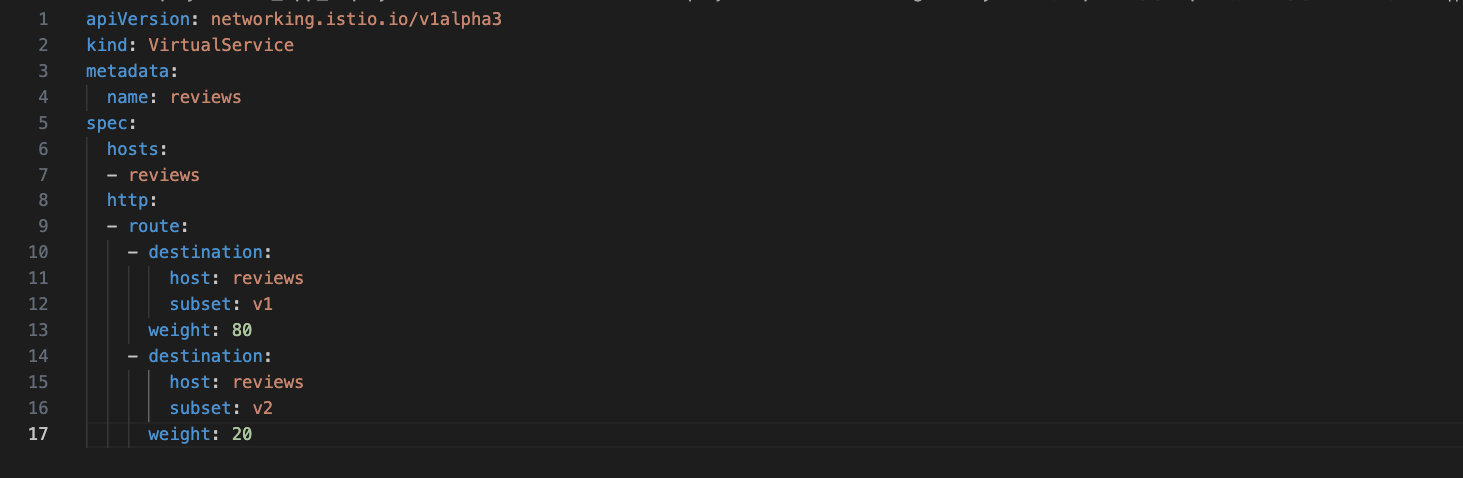 1 apiVersion: networking.istio.io/v1alpha3
2 kind: VirtualService
3 metadata:
4   name: reviews
5 spec:
6   hosts:
7   - reviews
8   http:
9   - route:
10     - destination:
11         host: reviews
12         subset: v1
13       weight: 80
14     - destination:
15         host: reviews
16         subset: v2
17       weight: 20